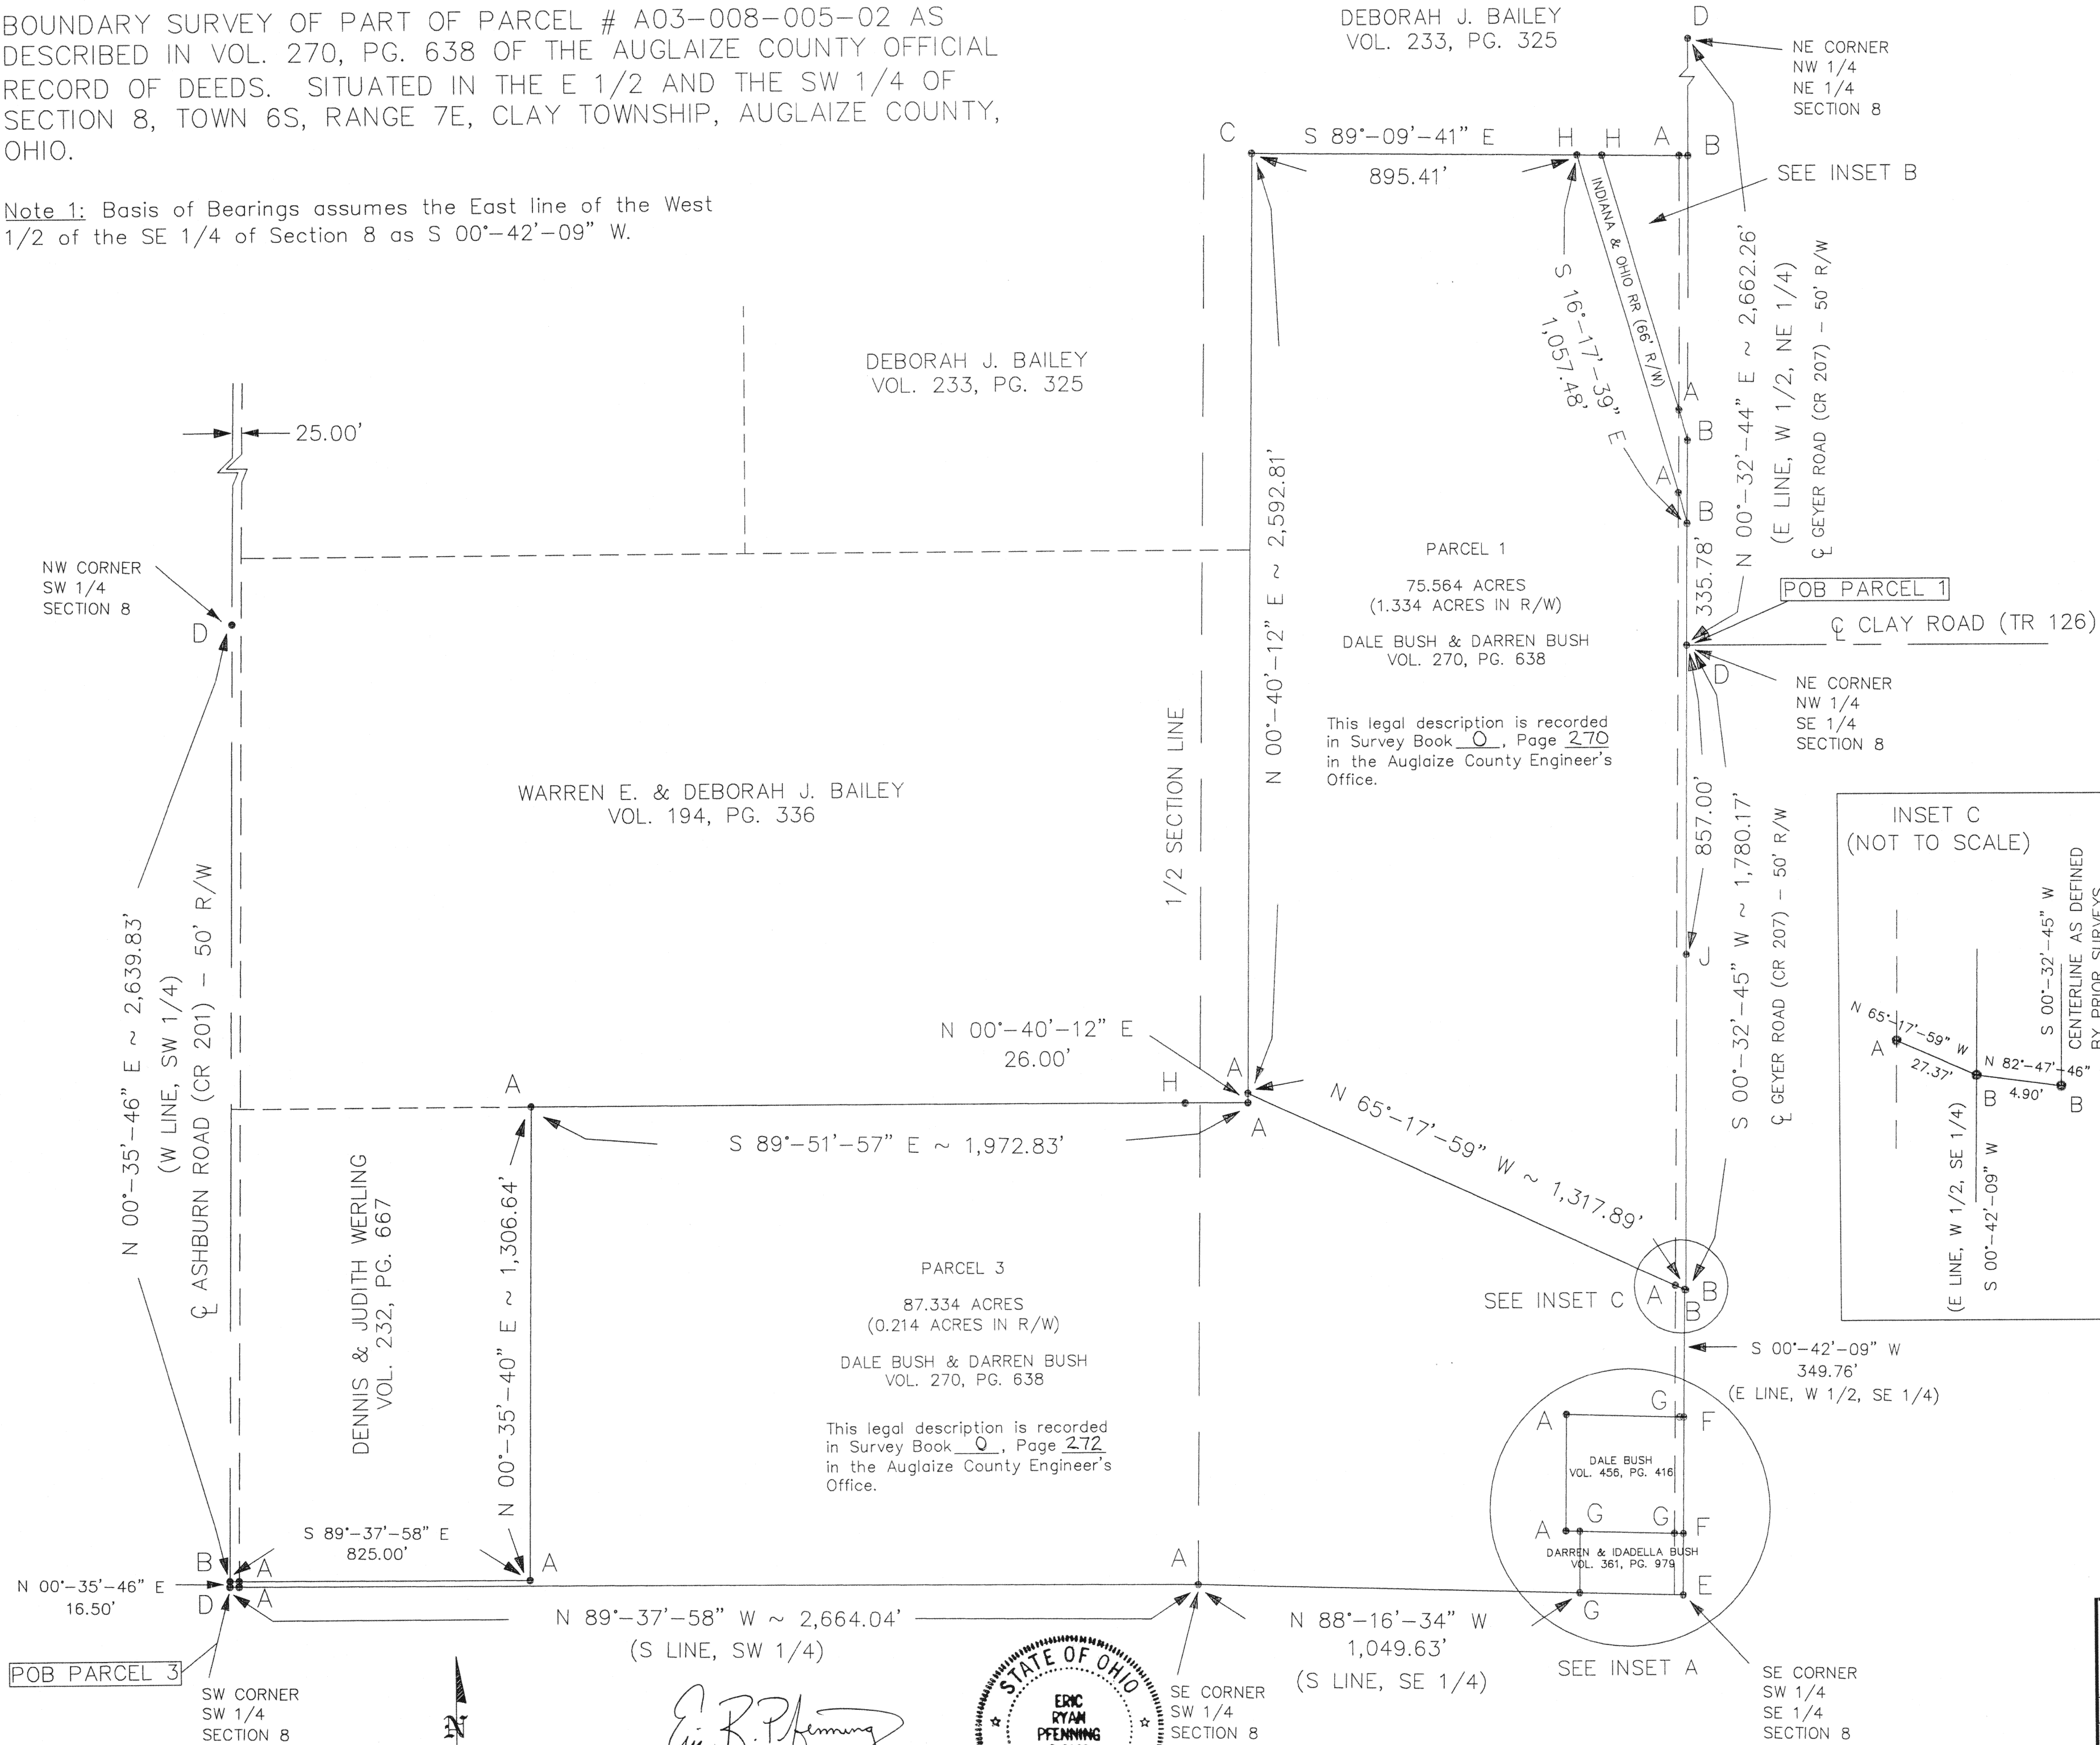 BOUNDARY SURVEY OF PART OF PARCEL # A03-008-005-02 AS
DESCRIBED IN VOL. 270, PG. 638 OF THE AUGLAIZE COUNTY OFFICIAL
RECORD OF DEEDS. SITUATED IN THE E 1/2 AND THE SW 1/4 OF
SECTION 8, TOWN 6S, RANGE 7E, CLAY TOWNSHIP, AUGLAIZE COUNTY,
OHIO.
Note 1: Basis of Bearings assumes the East line of the West
1/2 of the SE 1/4 of Section 8 as S 00°-42'-09" W.
DEBORAH J. BAILEY
VOL. 233, PG. 325
D
NE CORNER
NW 1/4
NE 1/4
SECTION 8
C
S 89°-09'-41" E
895.41'
H
H
A
B
SEE INSET B
INDIANA & OHIO RR (66' R/W)
S 16°-17'-39" E
1,057.48'
N 00°-32'-44" E ~ 2,662.26'
(E LINE, W 1/2, NE 1/4)
℄ GEYER ROAD (CR 207) - 50' R/W
A
B
A
B
335.78'
DEBORAH J. BAILEY
VOL. 233, PG. 325
25.00'
N 00°-40'-12" E ~ 2,592.81'
PARCEL 1
75.564 ACRES
(1.334 ACRES IN R/W)
DALE BUSH & DARREN BUSH
VOL. 270, PG. 638
This legal description is recorded
in Survey Book O, Page 270
in the Auglaize County Engineer's
Office.
POB PARCEL 1
℄ CLAY ROAD (TR 126)
D
NE CORNER
NW 1/4
SE 1/4
SECTION 8
NW CORNER
SW 1/4
SECTION 8
D
WARREN E. & DEBORAH J. BAILEY
VOL. 194, PG. 336
1/2 SECTION LINE
857.00'
S 00°-32'-45" W ~ 1,780.17'
℄ GEYER ROAD (CR 207) - 50' R/W
J
INSET C
(NOT TO SCALE)
N 65°-17'-59" W
27.37'
A
B
N 82°-47'-46"
4.90'
B
S 00°-32'-45" W
CENTERLINE AS DEFINED
BY PRIOR SURVEYS
(E LINE, W 1/2, SE 1/4)
S 00°-42'-09" W
N 00°-35'-46" E ~ 2,639.83'
(W LINE, SW 1/4)
℄ ASHBURN ROAD (CR 201) - 50' R/W
N 00°-40'-12" E
26.00'
A
H
A
A
S 89°-51'-57" E ~ 1,972.83'
N 65°-17'-59" W ~ 1,317.89'
DENNIS & JUDITH WERLING
VOL. 232, PG. 667
N 00°-35'-40" E ~ 1,306.64'
PARCEL 3
87.334 ACRES
(0.214 ACRES IN R/W)
DALE BUSH & DARREN BUSH
VOL. 270, PG. 638
This legal description is recorded
in Survey Book O, Page 272
in the Auglaize County Engineer's
Office.
SEE INSET C
A
B
B
S 00°-42'-09" W
349.76'
(E LINE, W 1/2, SE 1/4)
A
G
F
DALE BUSH
VOL. 456, PG. 416
A
G
G
F
DARREN & IDADELLA BUSH
VOL. 361, PG. 979
G
E
SEE INSET A
S 89°-37'-58" E
825.00'
B
A
A
A
N 00°-35'-46" E
16.50'
D
A
N 89°-37'-58" W ~ 2,664.04'
(S LINE, SW 1/4)
N 88°-16'-34" W
1,049.63'
(S LINE, SE 1/4)
POB PARCEL 3
SW CORNER
SW 1/4
SECTION 8
N
Eric R. Pfenning
STATE OF OHIO
ERIC
RYAN
PFENNING
SE CORNER
SW 1/4
SECTION 8
SE CORNER
SW 1/4
SE 1/4
SECTION 8